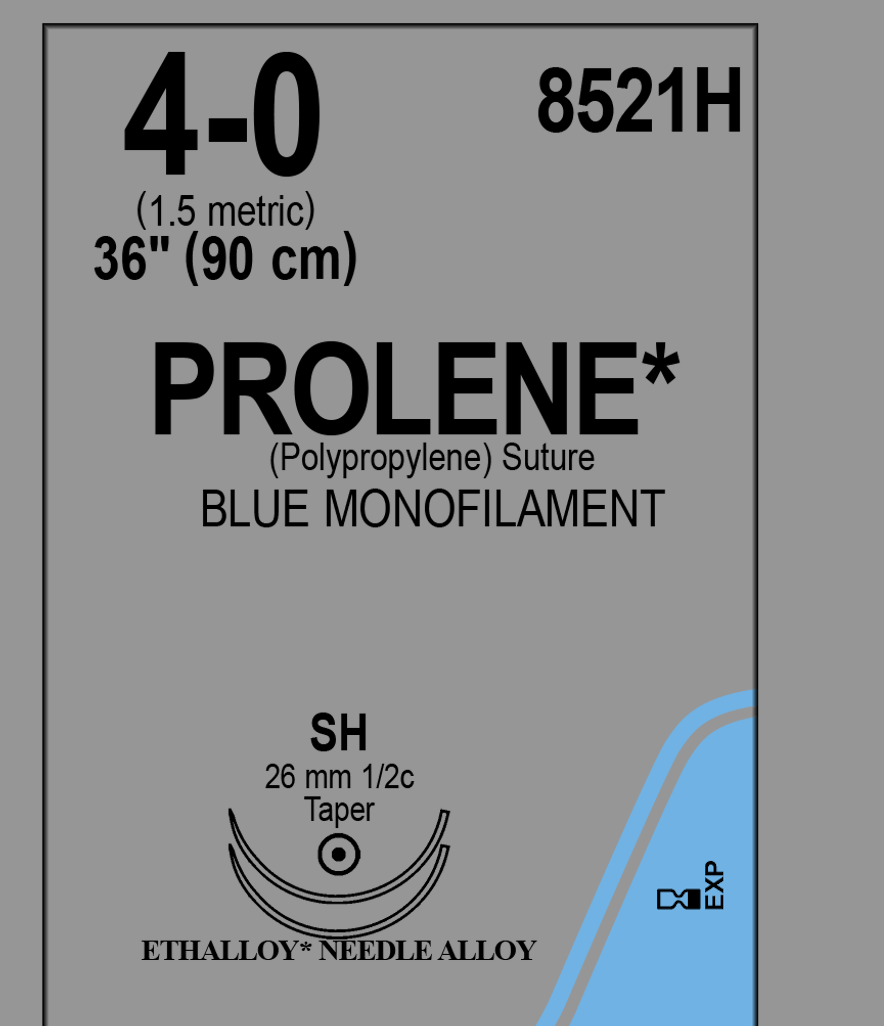 4-0
8521H
(1.5 metric)
36" (90 cm)
PROLENE*
(Polypropylene) Suture
BLUE MONOFILAMENT
SH
26 mm 1/2c
Taper
ETHALLOY* NEEDLE ALLOY
EXP